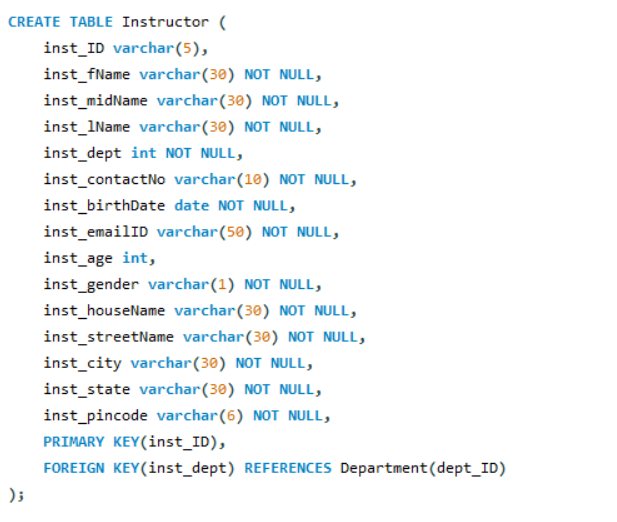 CREATE TABLE Instructor (
    inst_ID varchar(5),
    inst_fName varchar(30) NOT NULL,
    inst_midName varchar(30) NOT NULL,
    inst_lName varchar(30) NOT NULL,
    inst_dept int NOT NULL,
    inst_contactNo varchar(10) NOT NULL,
    inst_birthDate date NOT NULL,
    inst_emailID varchar(50) NOT NULL,
    inst_age int,
    inst_gender varchar(1) NOT NULL,
    inst_houseName varchar(30) NOT NULL,
    inst_streetName varchar(30) NOT NULL,
    inst_city varchar(30) NOT NULL,
    inst_state varchar(30) NOT NULL,
    inst_pincode varchar(6) NOT NULL,
    PRIMARY KEY(inst_ID),
    FOREIGN KEY(inst_dept) REFERENCES Department(dept_ID)
);